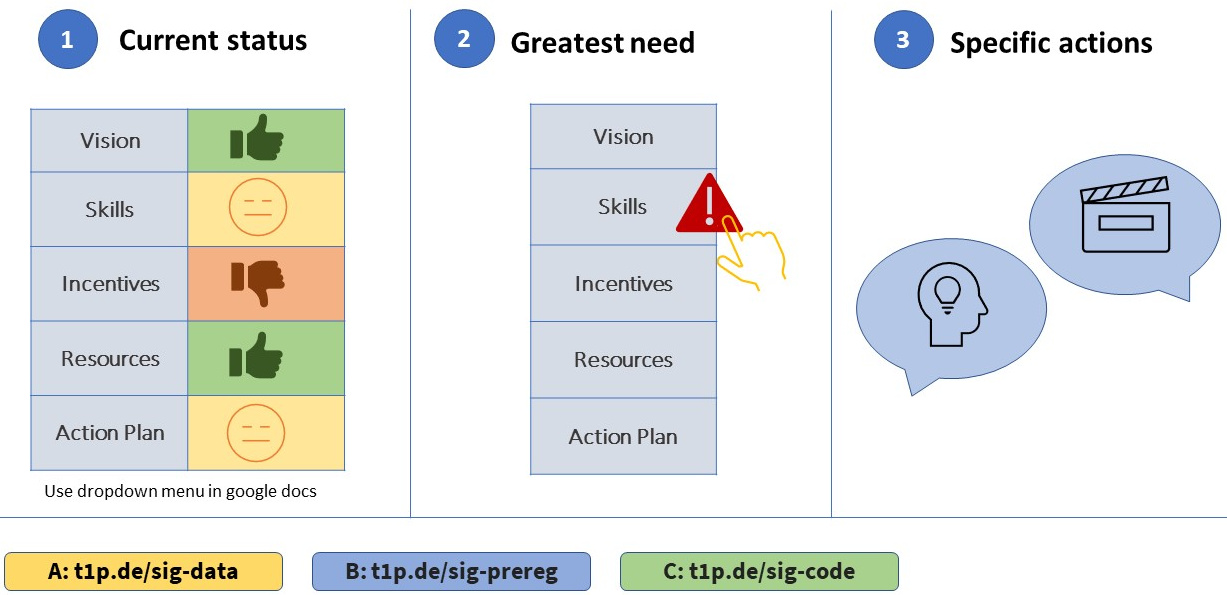 1 Current status
Vision
Skills
Incentives
Resources
Action Plan
Use dropdown menu in google docs
2 Greatest need
Vision
Skills
Incentives
Resources
Action Plan
3 Specific actions
A: t1p.de/sig-data
B: t1p.de/sig-prereg
C: t1p.de/sig-code